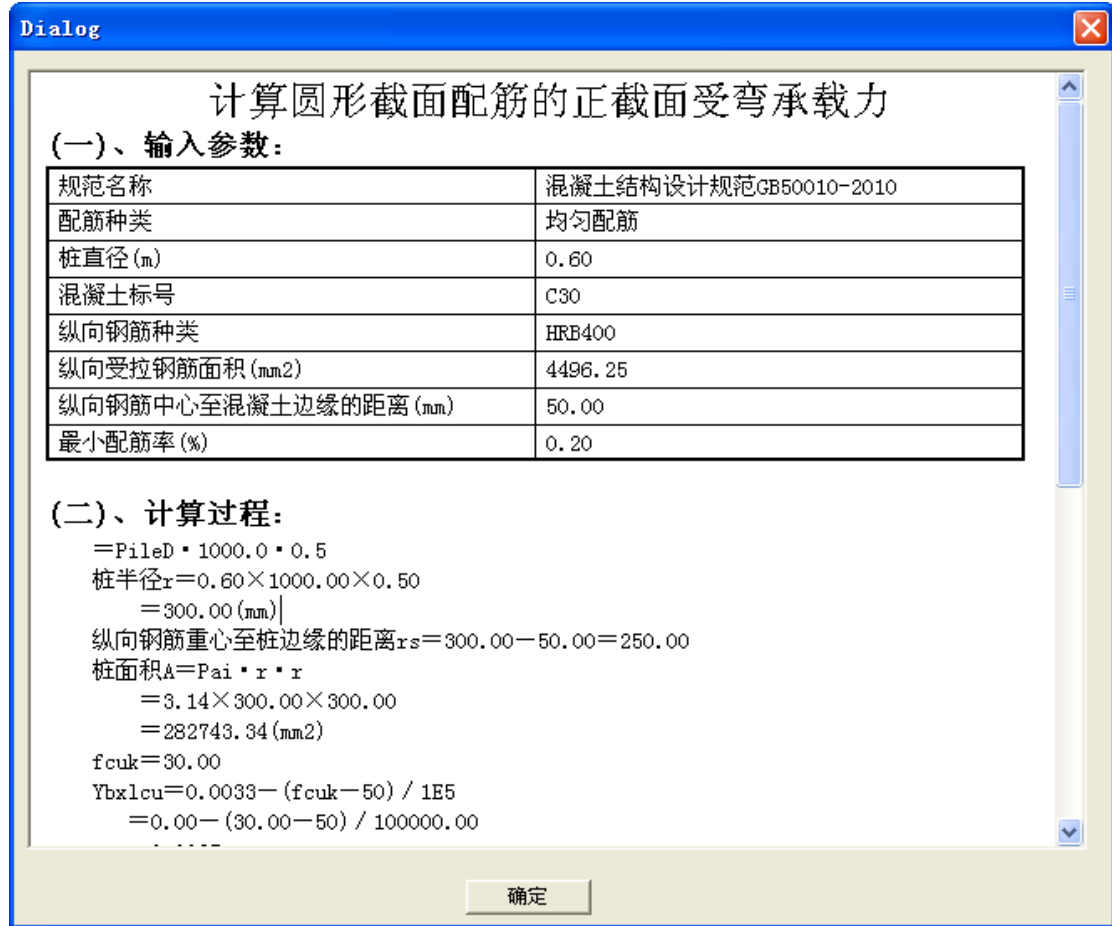 Dialog
计算圆形截面配筋的正截面受弯承载力
(一)、输入参数:
规范名称 混凝土结构设计规范GB50010-2010
配筋种类 均匀配筋
桩直径(m) 0.60
混凝土标号 C30
纵向钢筋种类 HRB400
纵向受拉钢筋面积(mm2) 4496.25
纵向钢筋中心至混凝土边缘的距离(mm) 50.00
最小配筋率(%) 0.20
(二)、计算过程:
＝PileD·1000.0·0.5
桩半径r＝0.60×1000.00×0.50
＝300.00(mm)
纵向钢筋重心至桩边缘的距离rs＝300.00－50.00＝250.00
桩面积A＝Pai·r·r
＝3.14×300.00×300.00
＝282743.34(mm2)
fcuk＝30.00
Ybxlcu＝0.0033－(fcuk－50)／1E5
＝0.00－(30.00－50)／100000.00
确定